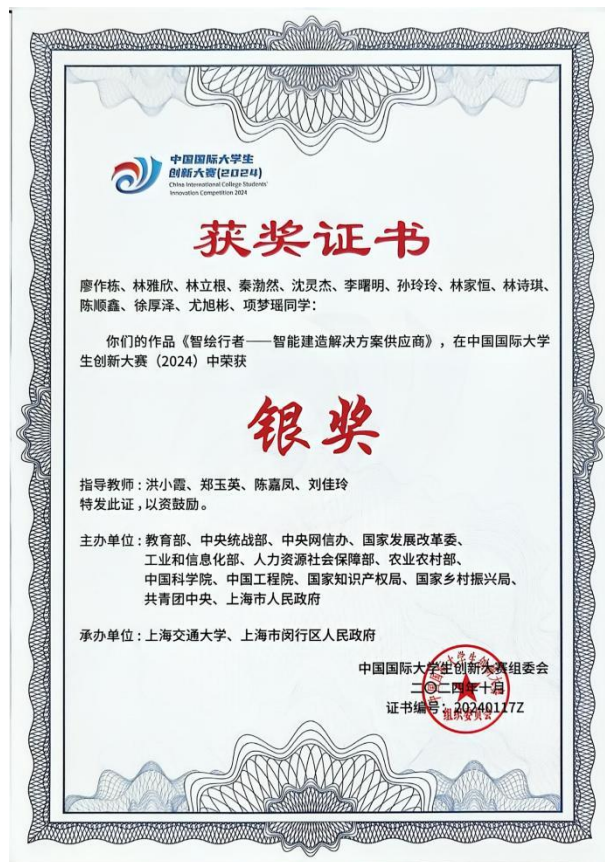 中国国际大学生
创新大赛(2024)
China International College Students'
Innovation Competition 2024
获奖证书
廖作栋、林雅欣、林立根、秦渤然、沈灵杰、李曙明、孙玲玲、林家恒、林诗琪、
陈顺鑫、徐厚泽、尤旭彬、项梦瑶同学：
你们的作品《智绘行者——智能建造解决方案供应商》，在中国国际大学
生创新大赛（2024）中荣获
银奖
指导教师：洪小霞、郑玉英、陈嘉凤、刘佳玲
特发此证，以资鼓励。
主办单位：教育部、中央统战部、中央网信办、国家发展改革委、
工业和信息化部、人力资源社会保障部、农业农村部、
中国科学院、中国工程院、国家知识产权局、国家乡村振兴局、
共青团中央、上海市人民政府
承办单位：上海交通大学、上海市闵行区人民政府
中国国际大学生创新大赛组委会
二〇二四年十月
证书编号：20240117Z
组织委员会